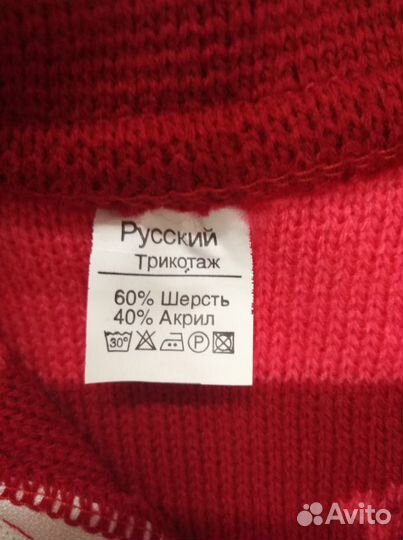 Русский
Трикотаж
60% Шерсть
40% Акрил
30° P
Avito